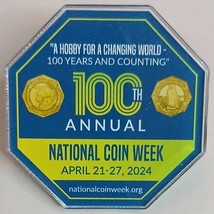 "A HOBBY FOR A CHANGING WORLD -
100 YEARS AND COUNTING"
100TH
ANNUAL
NATIONAL COIN WEEK
APRIL 21-27, 2024
nationalcoinweek.org